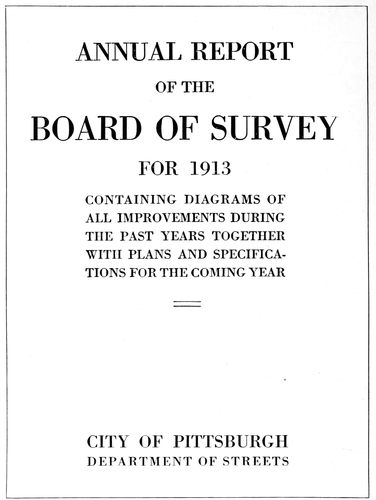 ANNUAL REPORT
OF THE
BOARD OF SURVEY
FOR 1913
CONTAINING DIAGRAMS OF
ALL IMPROVEMENTS DURING
THE PAST YEARS TOGETHER
WITH PLANS AND SPECIFICA-
TIONS FOR THE COMING YEAR
CITY OF PITTSBURGH
DEPARTMENT OF STREETS